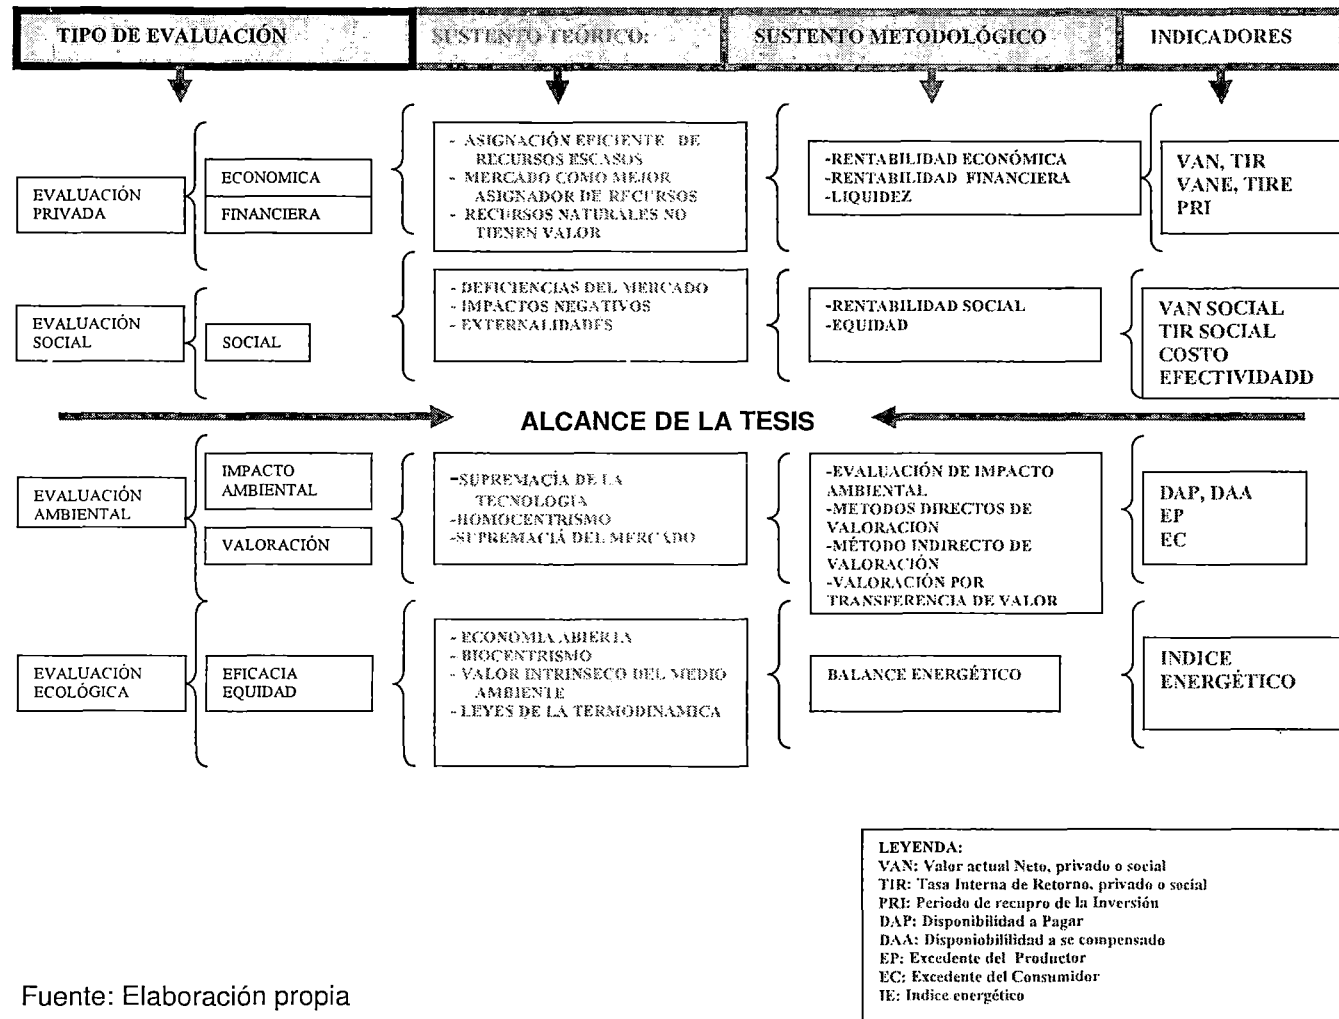 TIPO DE EVALUACIÓN
SUSTENTO TEÓRICO:
SUSTENTO METODOLÓGICO
INDICADORES
EVALUACIÓN
PRIVADA
ECONOMICA
FINANCIERA
- ASIGNACIÓN EFICIENTE DE
RECURSOS ESCASOS
- MERCADO COMO MEJOR
ASIGNADOR DE RECURSOS
- RECURSOS NATURALES NO
TIENEN VALOR
-RENTABILIDAD ECONÓMICA
-RENTABILIDAD FINANCIERA
-LIQUIDEZ
VAN, TIR
VANE, TIRE
PRI
EVALUACIÓN
SOCIAL
SOCIAL
- DEFICIENCIAS DEL MERCADO
- IMPACTOS NEGATIVOS
- EXTERNALIDADES
-RENTABILIDAD SOCIAL
-EQUIDAD
VAN SOCIAL
TIR SOCIAL
COSTO
EFECTIVIDADD
ALCANCE DE LA TESIS
EVALUACIÓN
AMBIENTAL
IMPACTO
AMBIENTAL
VALORACIÓN
-SUPREMACÍA DE LA
TECNOLOGIA
-HOMOCENTRISMO
-SUPREMACIÁ DEL MERCADO
-EVALUACIÓN DE IMPACTO
AMBIENTAL
-METODOS DIRECTOS DE
VALORACION
-MÉTODO INDIRECTO DE
VALORACIÓN
-VALORACIÓN POR
TRANSFERENCIA DE VALOR
DAP, DAA
EP
EC
EVALUACIÓN
ECOLÓGICA
EFICACIA
EQUIDAD
- ECONOMIA ABIERTA
- BIOCENTRISMO
- VALOR INTRINSECO DEL MEDIO
AMBIENTE
- LEYES DE LA TERMODINAMICA
BALANCE ENERGÉTICO
INDICE
ENERGÉTICO
LEYENDA:
VAN: Valor actual Neto, privado o social
TIR: Tasa Interna de Retorno, privado o social
PRI: Periodo de recupro de la Inversión
DAP: Disponibilidad a Pagar
DAA: Disponiobililidad a se compensado
EP: Excedente del Productor
EC: Excedente del Consumidor
IE: Indice energético
Fuente: Elaboración propia